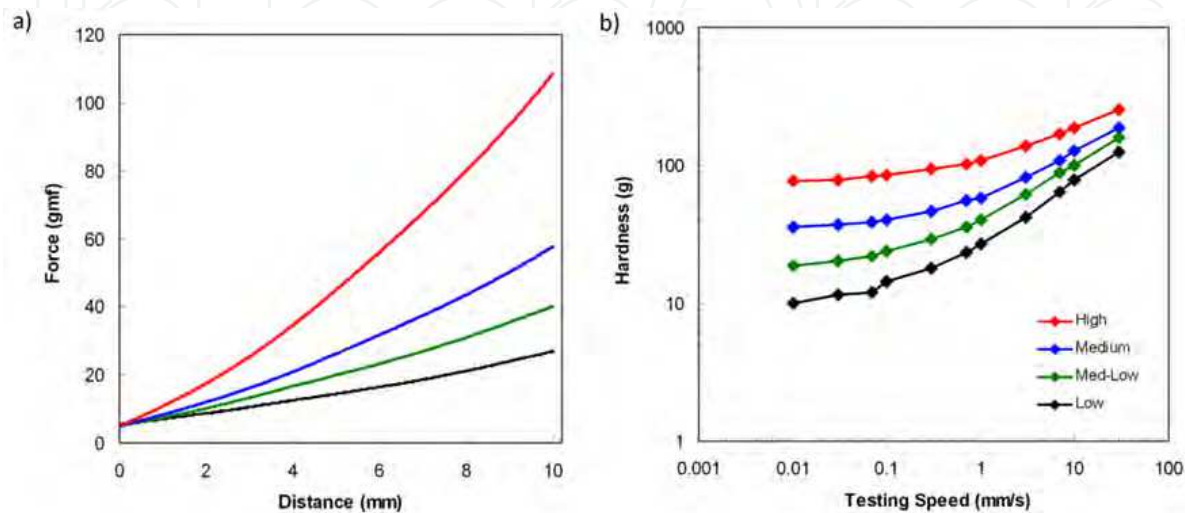 a)
120
100
80
60
40
20
0
Force (gmf)
0 2 4 6 8 10
Distance (mm)
b)
1000
100
10
1
Hardness (g)
High
Medium
Med-Low
Low
0.001 0.01 0.1 1 10 100
Testing Speed (mm/s)